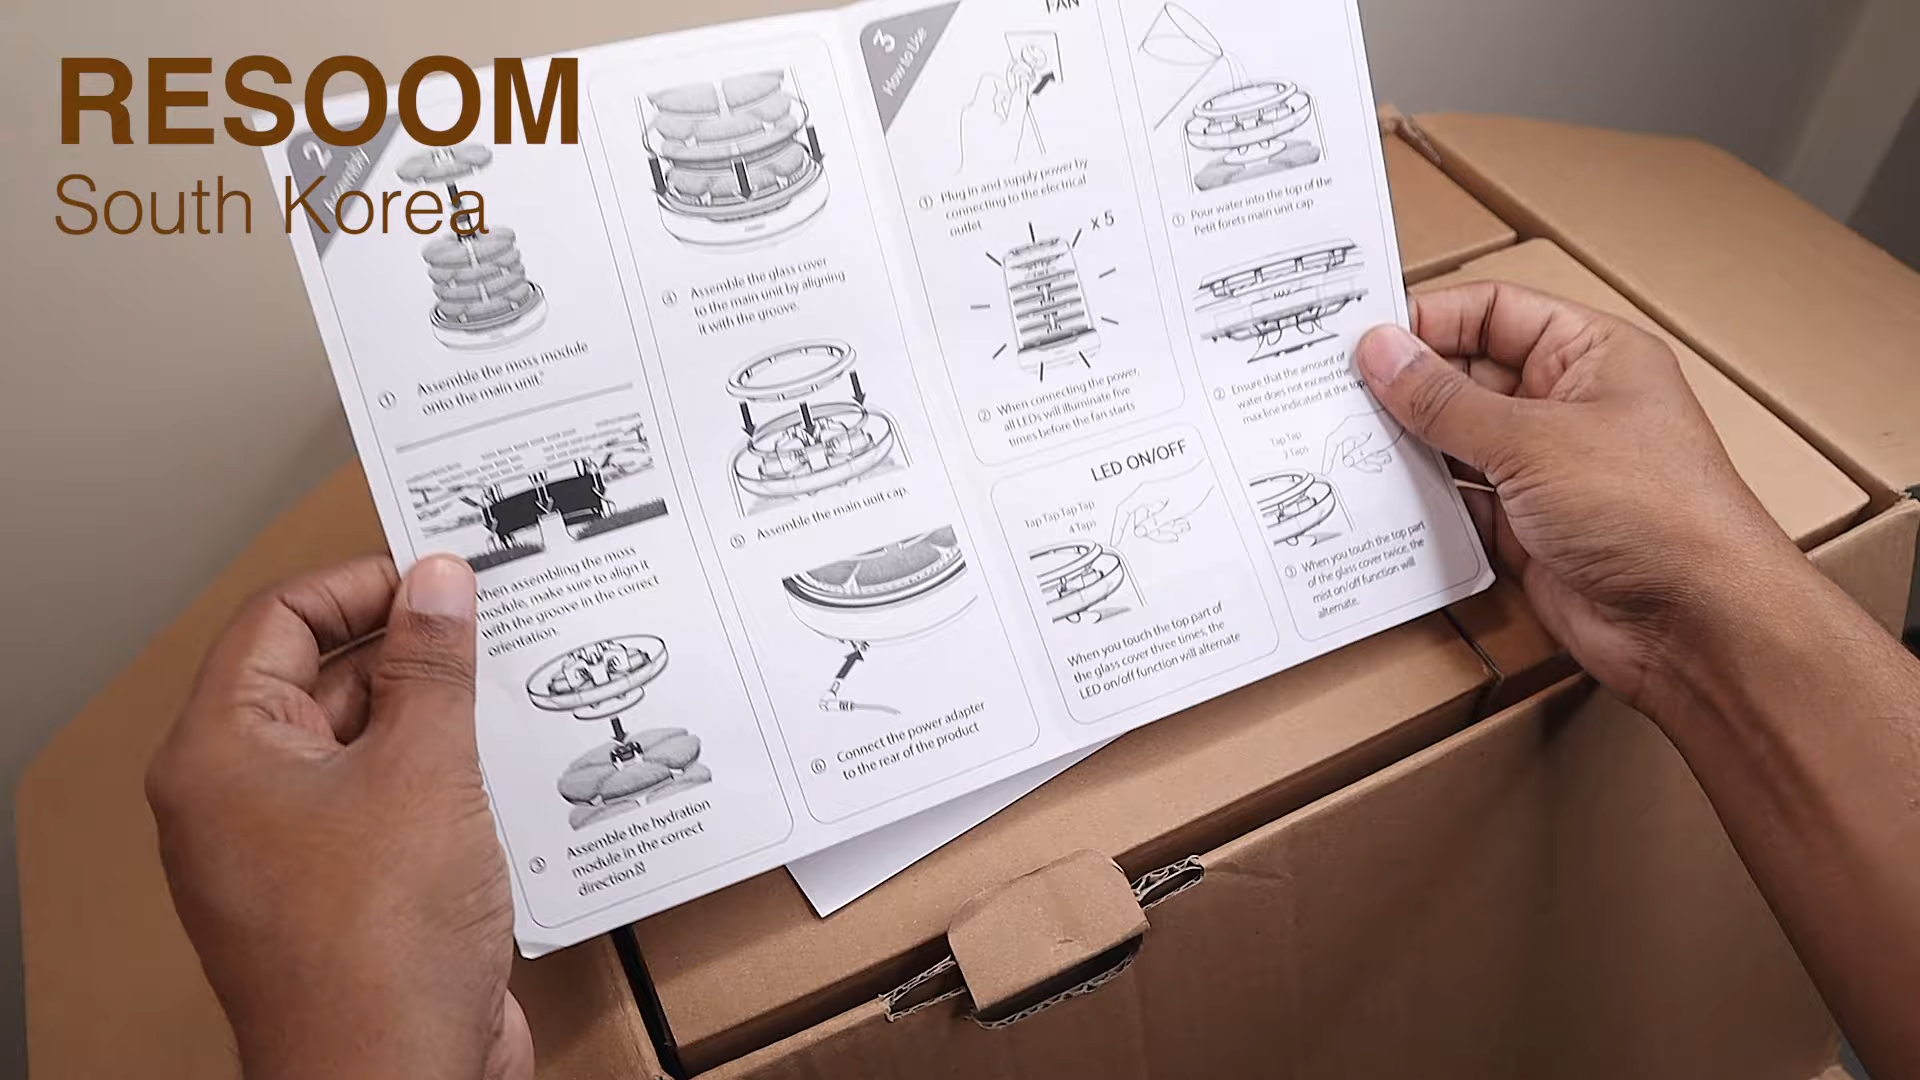 RESOOM
South Korea
2
Assembly
① Assemble the moss module
onto the main unit.
When assembling the moss
module, make sure to align it
with the groove in the correct
orientation.
③ Assemble the hydration
module in the correct
direction
④ Assemble the glass cover
to the main unit by aligning
it with the groove.
⑤ Assemble the main unit cap.
⑥ Connect the power adapter
to the rear of the product
3
How to Use
FAN
① Plug in and supply power by
connecting to the electrical
outlet
x 5
② When connecting the power,
all LEDs will illuminate five
times before the fan starts
LED ON/OFF
Tap Tap Tap Tap
4 Taps
When you touch the top part of
the glass cover three times, the
LED on/off function will alternate
① Pour water into the top of the
Petit forets main unit cap.
② Ensure that the amount of
water does not exceed the
max line indicated at the top
Tap Tap
Taps
③ When you touch the top part
of the glass cover twice, the
mist on/off function will
alternate.